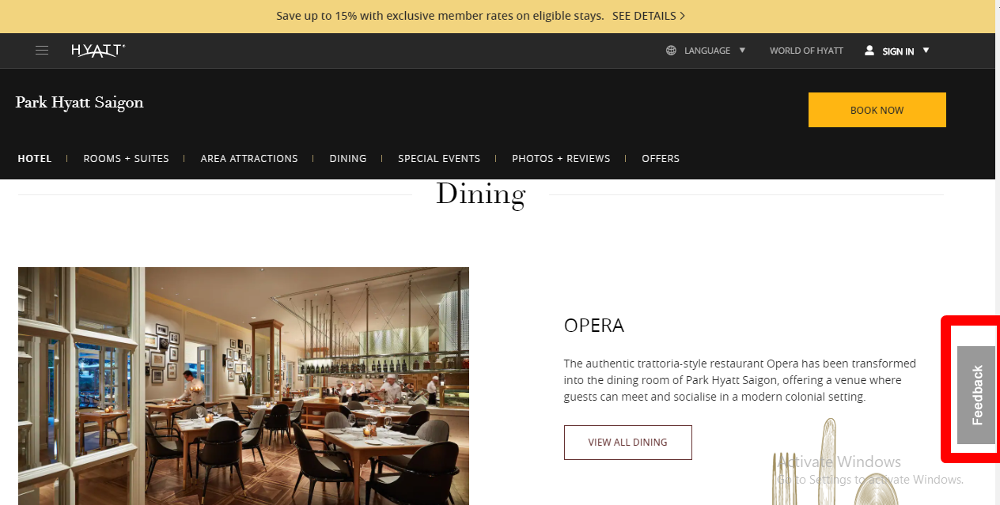 Save up to 15% with exclusive member rates on eligible stays. SEE DETAILS >
HYATT®
LANGUAGE
WORLD OF HYATT
SIGN IN
Park Hyatt Saigon
BOOK NOW
HOTEL | ROOMS + SUITES | AREA ATTRACTIONS | DINING | SPECIAL EVENTS | PHOTOS + REVIEWS | OFFERS
Dining
OPERA
The authentic trattoria-style restaurant Opera has been transformed
into the dining room of Park Hyatt Saigon, offering a venue where
guests can meet and socialise in a modern colonial setting.
VIEW ALL DINING
Feedback
Activate Windows
Go to Settings to activate Windows.